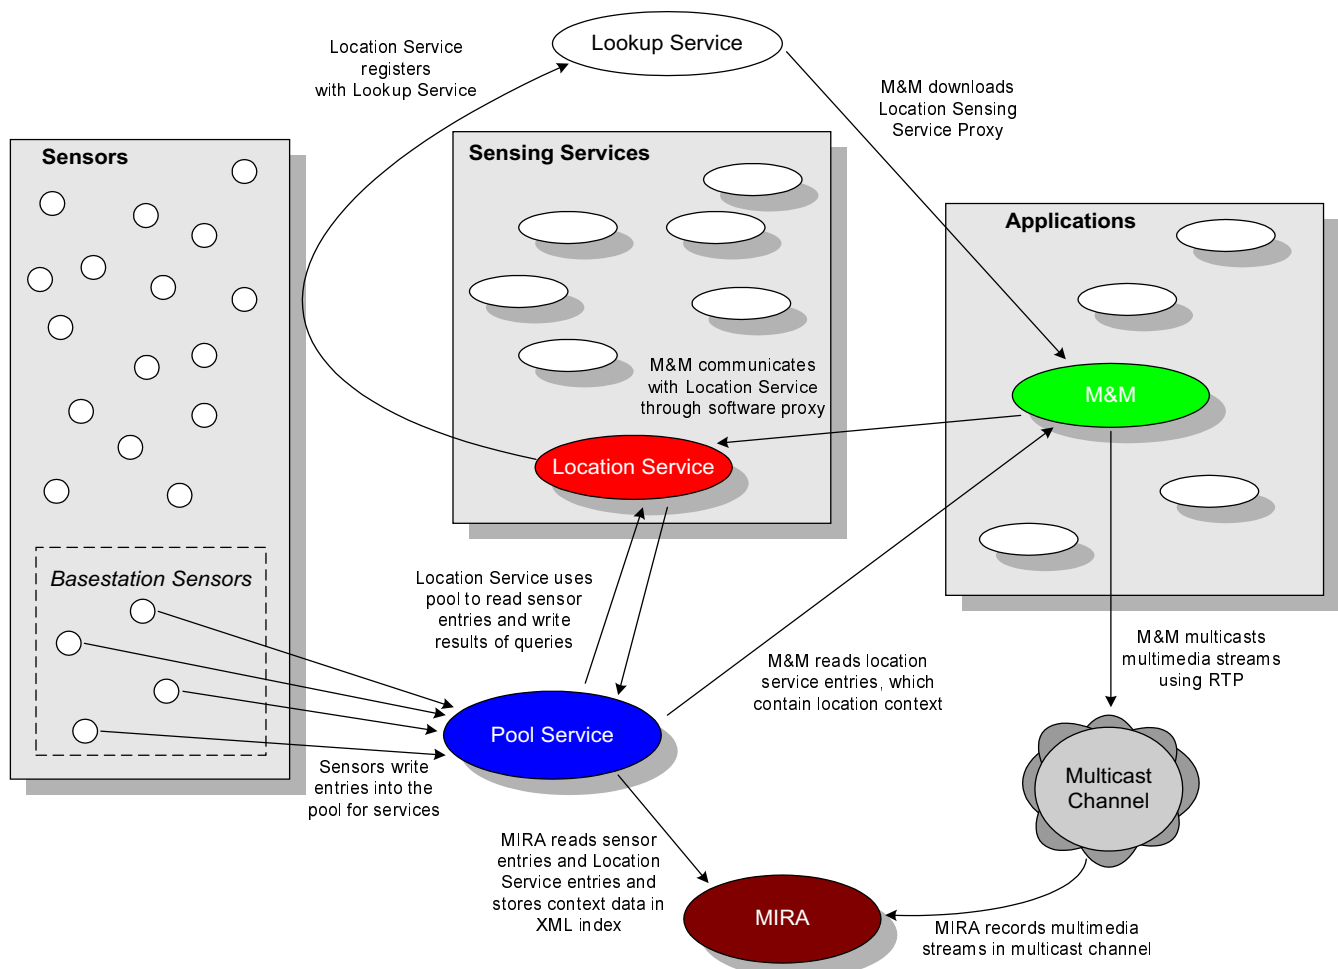 Lookup Service
Location Service
registers
with Lookup Service
M&M downloads
Location Sensing
Service Proxy
Sensors
Sensing Services
Applications
M&M communicates
with Location Service
through software proxy
M&M
Location Service
Basestation Sensors
Location Service uses
pool to read sensor
entries and write
results of queries
M&M reads location
service entries, which
contain location context
M&M multicasts
multimedia streams
using RTP
Pool Service
Sensors write
entries into the
pool for services
Multicast
Channel
MIRA reads sensor
entries and Location
Service entries and
stores context data in
XML index
MIRA
MIRA records multimedia
streams in multicast channel